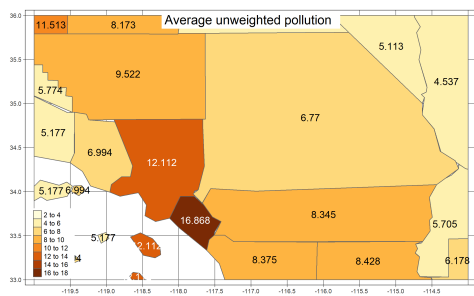 Average unweighted pollution
36.0
11.513 8.173
5.113
9.522 4.537
35.5
5.774
35.0
5.177 6.77
6.994
34.5
12.112
34.0
5.177 6.994
16.868 8.345 5.705
33.5
5.177 12.112
8.375 8.428 6.178
33.0
2 to 4
4 to 6
6 to 8
8 to 10
10 to 12
12 to 14
14 to 16
16 to 18
-119.5 -119.0 -118.5 -118.0 -117.5 -117.0 -116.5 -116.0 -115.5 -115.0 -114.5